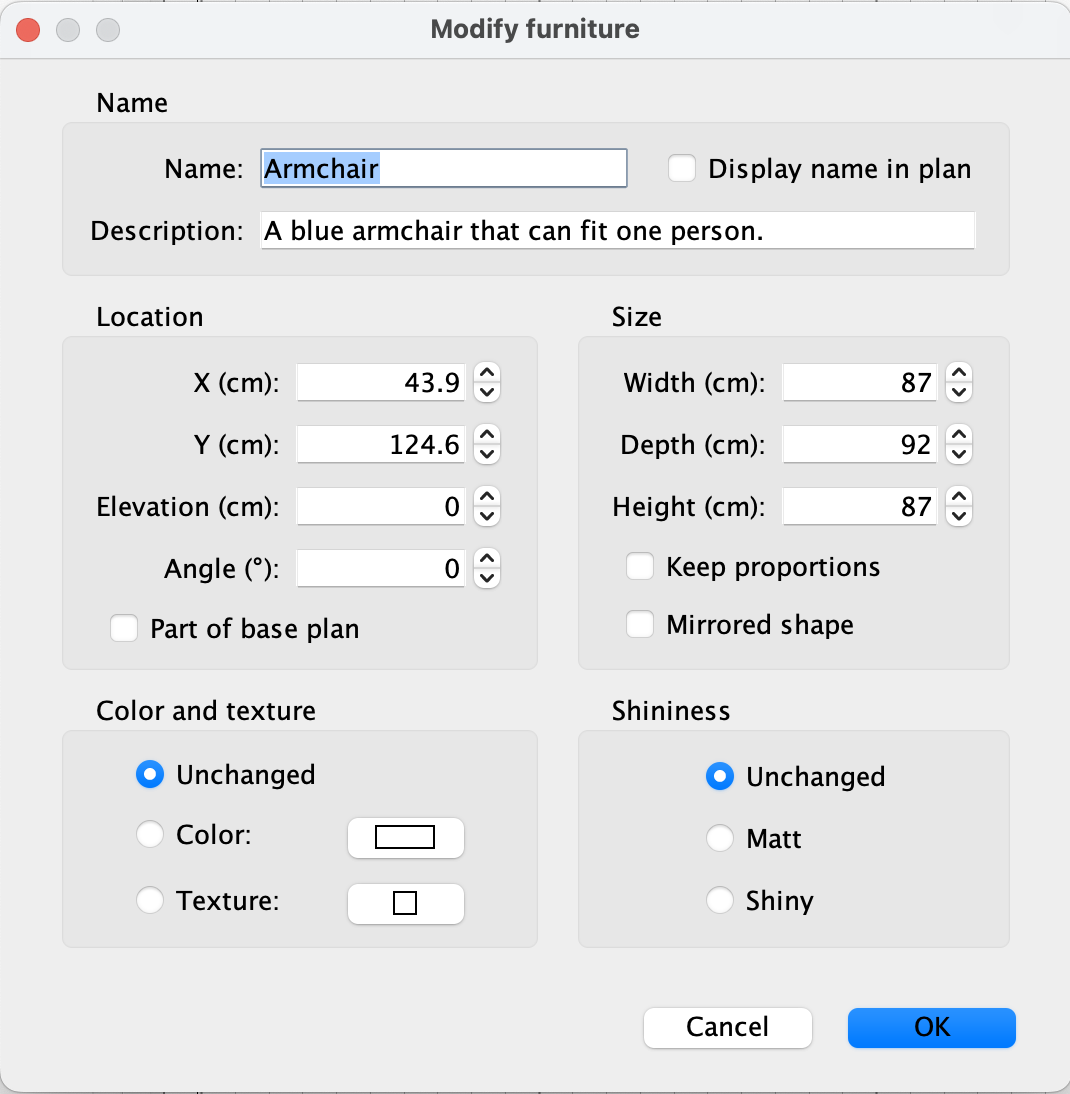 Modify furniture
Name
Name: Armchair Display name in plan
Description: A blue armchair that can fit one person.
Location
X (cm): 43.9
Y (cm): 124.6
Elevation (cm): 0
Angle (°): 0
Part of base plan
Size
Width (cm): 87
Depth (cm): 92
Height (cm): 87
Keep proportions
Mirrored shape
Color and texture
Unchanged
Color:
Texture:
Shininess
Unchanged
Matt
Shiny
Cancel OK